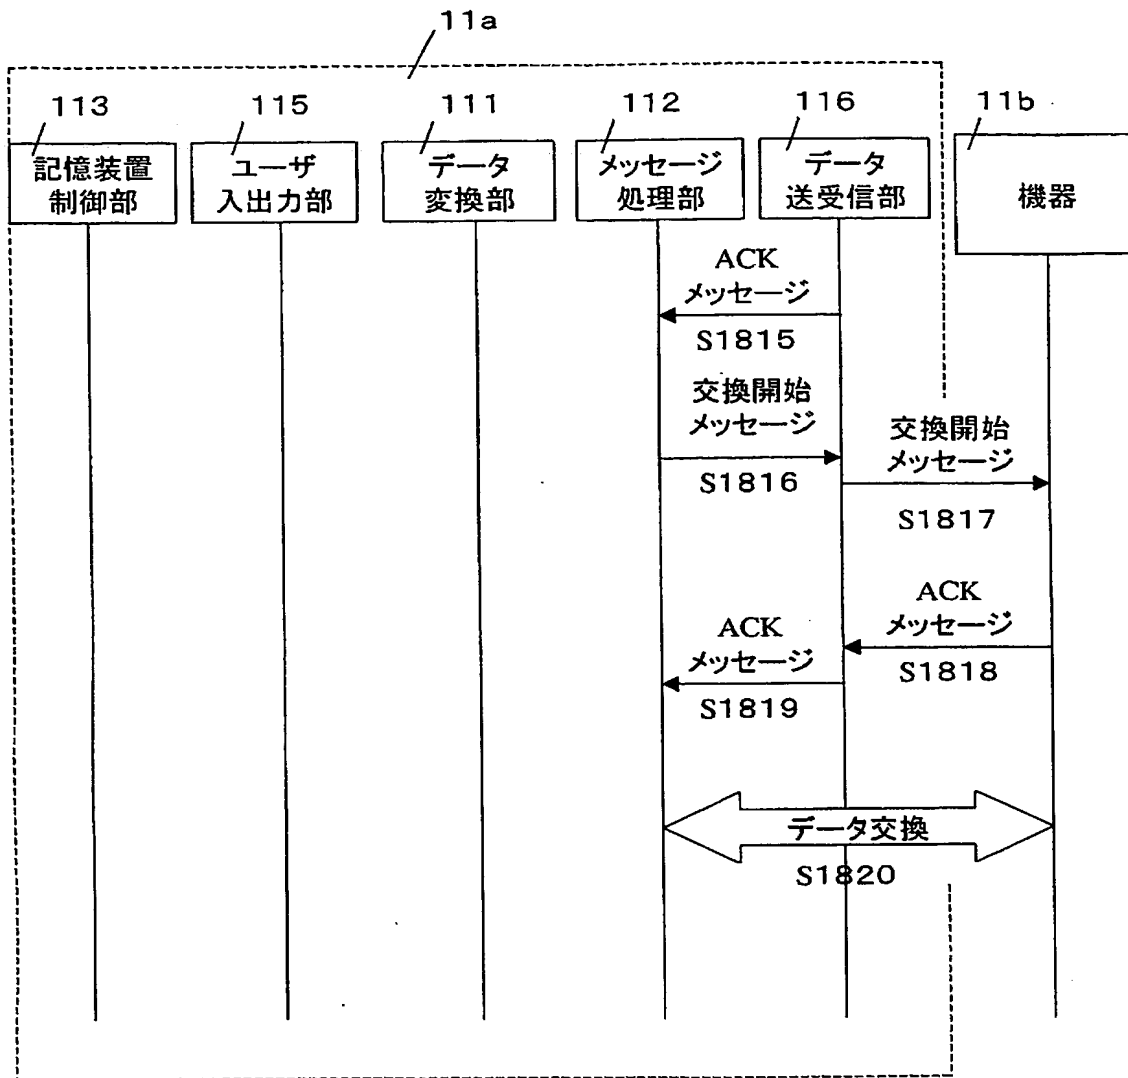 11a
113
115
111
112
116
11b
記憶装置
制御部
ユーザ
入出力部
データ
変換部
メッセージ
処理部
データ
送受信部
機器
ACK
メッセージ
S1815
交換開始
メッセージ
S1816
交換開始
メッセージ
S1817
ACK
メッセージ
S1818
ACK
メッセージ
S1819
データ交換
S1820